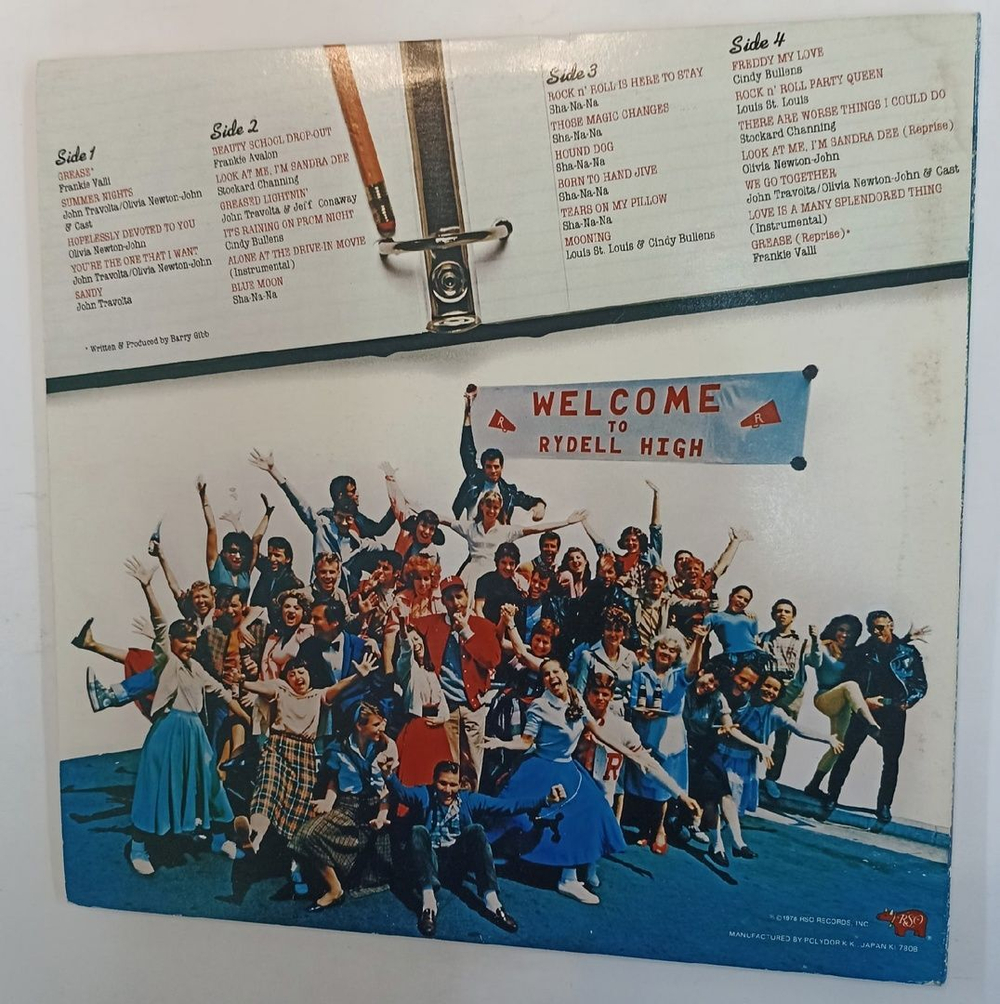 Side 1
GREASE*
Frankie Valli
SUMMER NIGHTS
John Travolta/Olivia Newton-John
& Cast
HOPELESSLY DEVOTED TO YOU
Olivia Newton-John
YOU'RE THE ONE THAT I WANT
John Travolta/Olivia Newton-John
SANDY
John Travolta
* Written & Produced by Barry Gibb
Side 2
BEAUTY SCHOOL DROP-OUT
Frankie Avalon
LOOK AT ME, I'M SANDRA DEE
Stockard Channing
GREASED LIGHTNIN'
John Travolta & Jeff Conaway
IT'S RAINING ON PROM NIGHT
Cindy Bullens
ALONE AT THE DRIVE-IN MOVIE
(Instrumental)
BLUE MOON
Sha-Na-Na
Side 3
ROCK n' ROLL IS HERE TO STAY
Sha-Na-Na
THOSE MAGIC CHANGES
Sha-Na-Na
HOUND DOG
Sha-Na-Na
BORN TO HAND JIVE
Sha-Na-Na
TEARS ON MY PILLOW
Sha-Na-Na
MOONING
Louis St. Louis & Cindy Bullens
Side 4
FREDDY MY LOVE
Cindy Bullens
ROCK n' ROLL PARTY QUEEN
Louis St. Louis
THERE ARE WORSE THINGS I COULD DO
Stockard Channing
LOOK AT ME, I'M SANDRA DEE (Reprise)
Olivia Newton-John
WE GO TOGETHER
John Travolta/Olivia Newton-John & Cast
LOVE IS A MANY SPLENDORED THING
(Instrumental)
GREASE (Reprise)*
Frankie Valli
R
WELCOME
TO
RYDELL HIGH
R
R
℗©1978 RSO RECORDS, INC.
RSO
MANUFACTURED BY POLYDOR K.K., JAPAN KI 7808